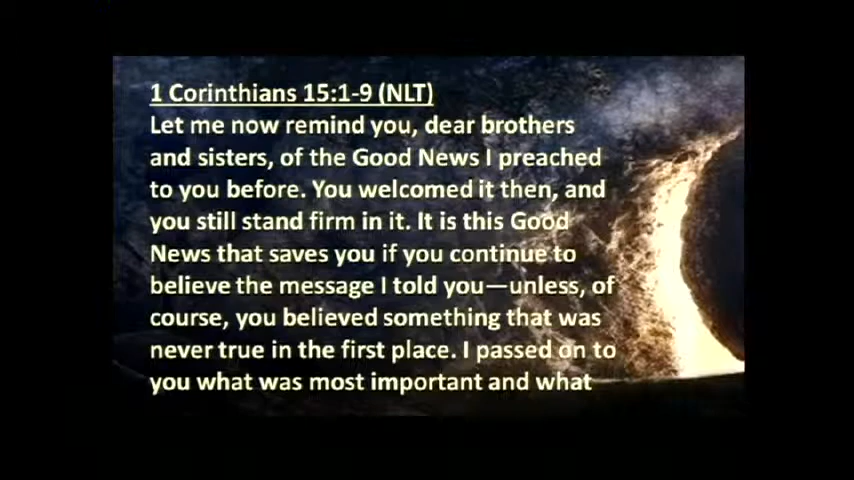 1 Corinthians 15:1-9 (NLT)
Let me now remind you, dear brothers
and sisters, of the Good News I preached
to you before. You welcomed it then, and
you still stand firm in it. It is this Good
News that saves you if you continue to
believe the message I told you—unless, of
course, you believed something that was
never true in the first place. I passed on to
you what was most important and what